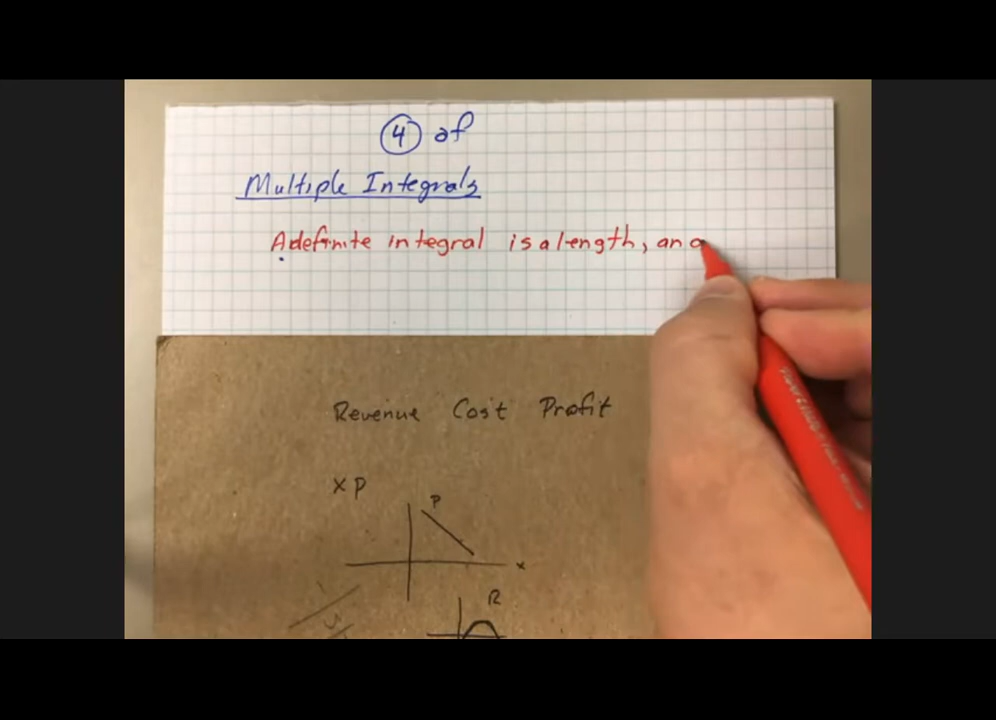 4 of
Multiple Integrals
A definite integral is a length, an
Revenue Cost Profit
x P
P
x
R